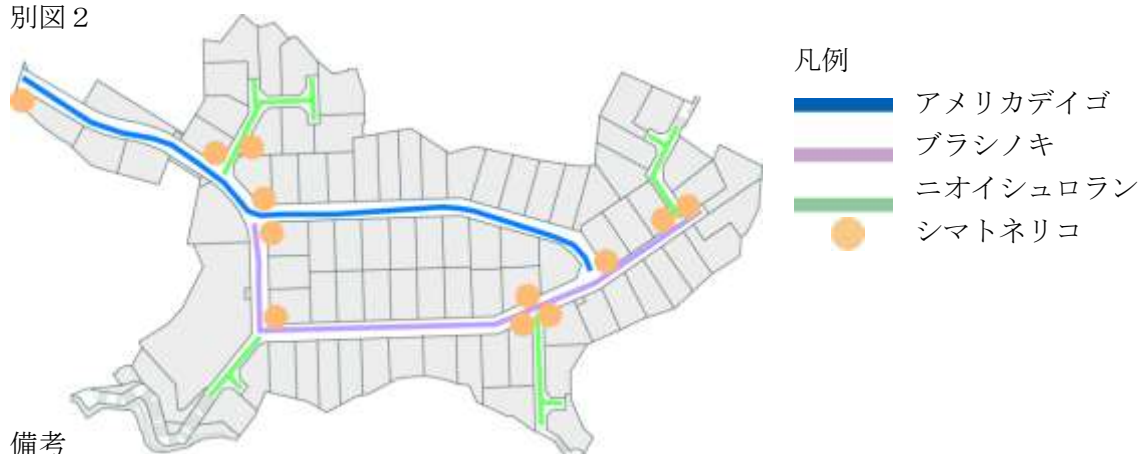 別図２
凡例
アメリカデイゴ
ブラシノキ
ニオイシュロラン
シマトネリコ
備考